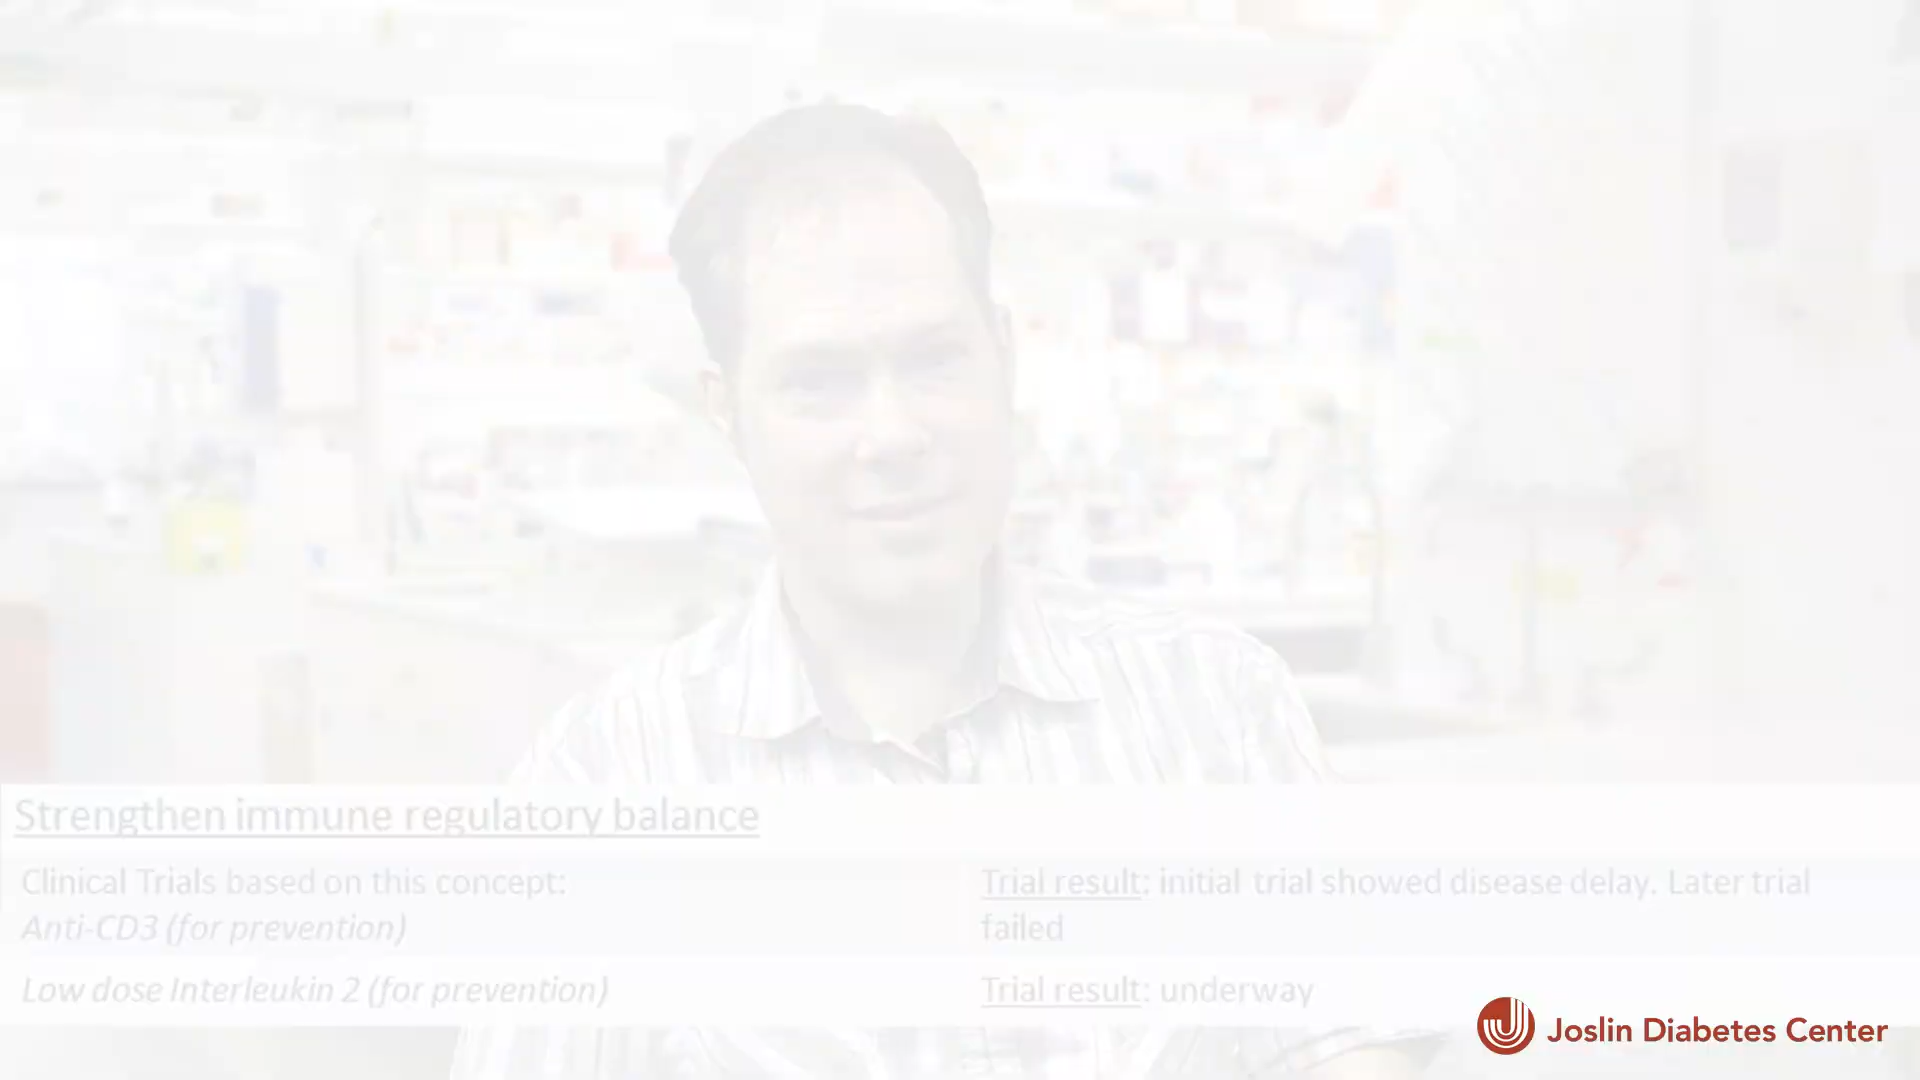 Strengthen immune regulatory balance
Clinical Trials based on this concept:
Anti-CD3 (for prevention)
Trial result: initial trial showed disease delay. Later trial
failed
Low dose Interleukin 2 (for prevention)
Trial result: underway
Joslin Diabetes Center